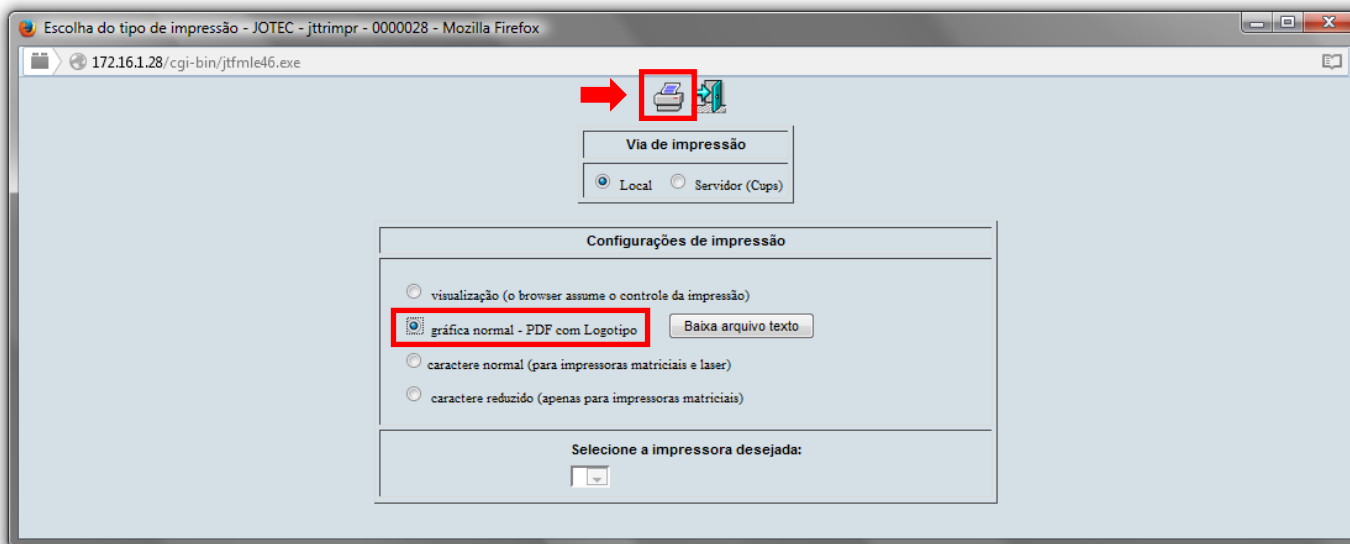 Escolha do tipo de impressão - JOTEC - jttrimpr - 0000028 - Mozilla Firefox
172.16.1.28/cgi-bin/jtfmle46.exe
Via de impressão
Local Servidor (Cups)
Configurações de impressão
visualização (o browser assume o controle da impressão)
gráfica normal - PDF com Logotipo Baixa arquivo texto
caractere normal (para impressoras matriciais e laser)
caractere reduzido (apenas para impressoras matriciais)
Selecione a impressora desejada: